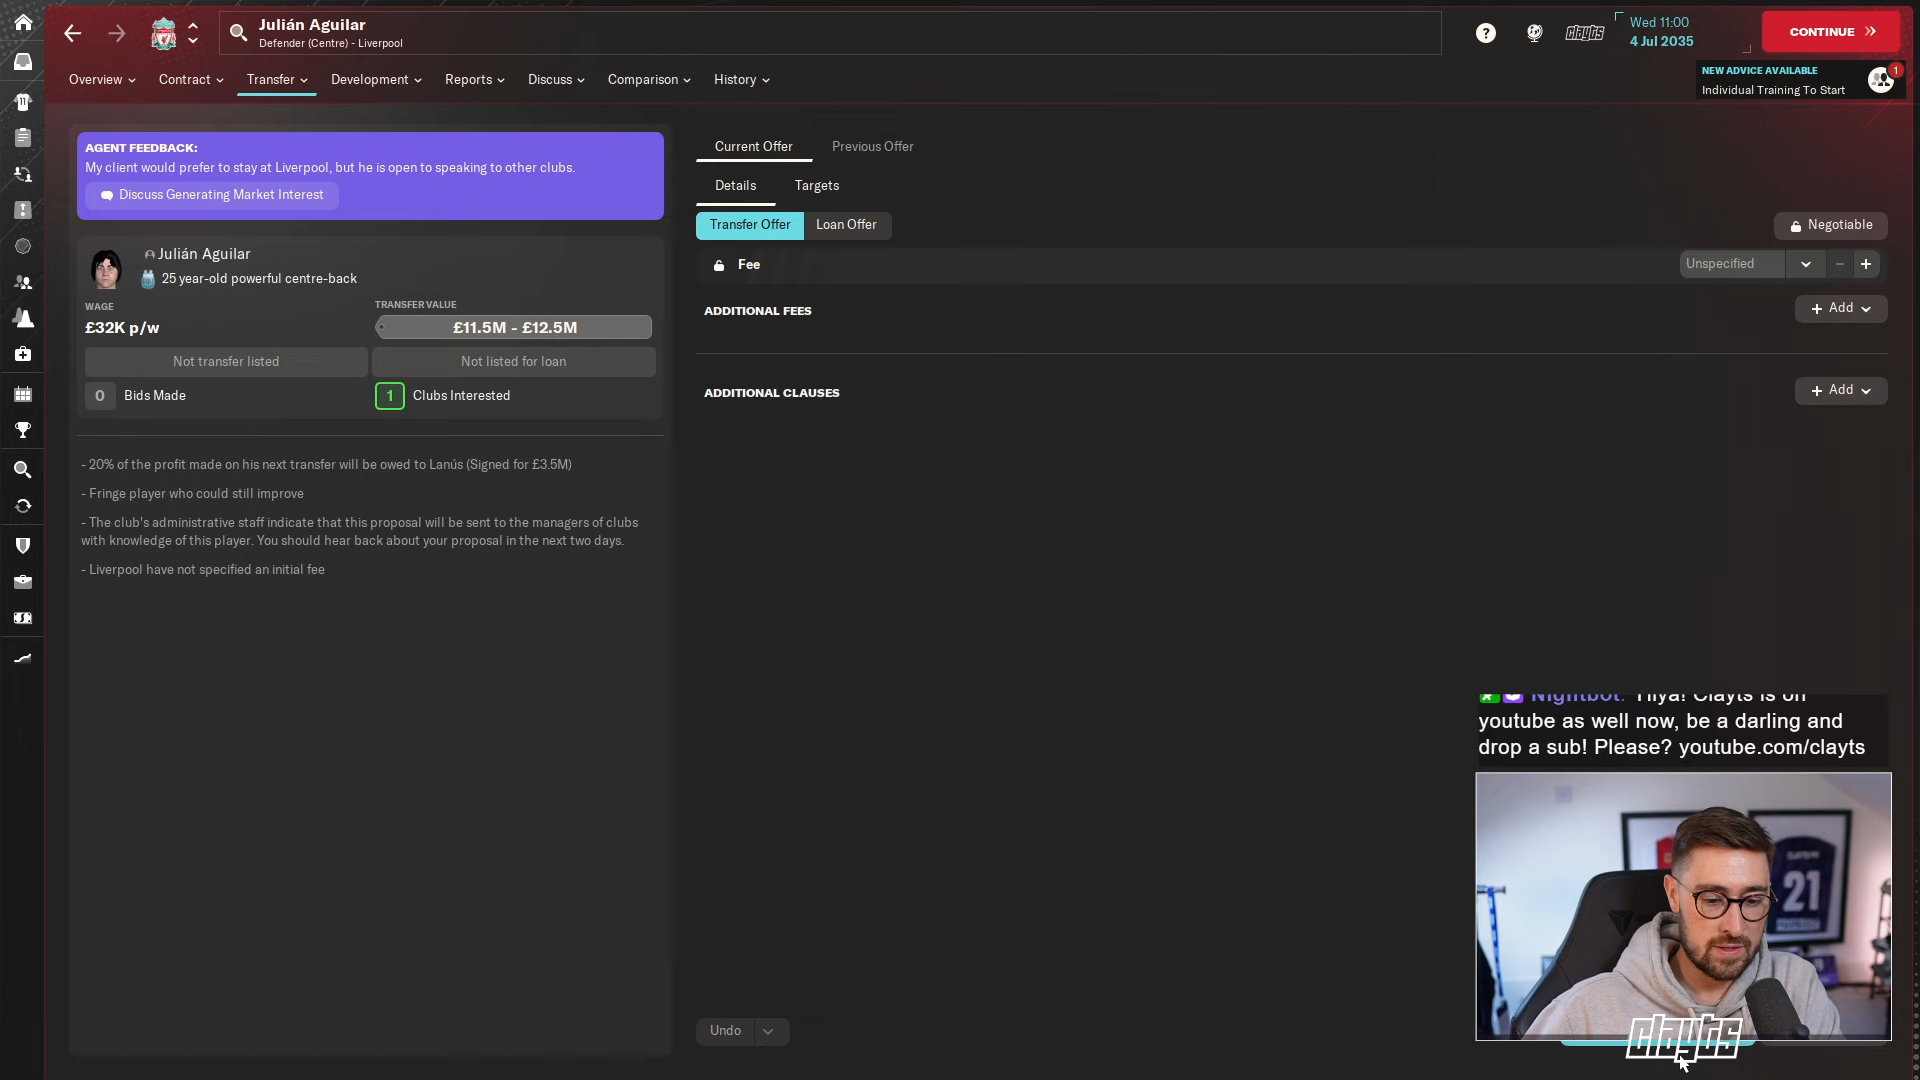 Julián Aguilar
Defender (Centre) - Liverpool
clayts
Wed 11:00
4 Jul 2035
CONTINUE
Overview
Contract
Transfer
Development
Reports
Discuss
Comparison
History
NEW ADVICE AVAILABLE
Individual Training To Start
1
AGENT FEEDBACK:
My client would prefer to stay at Liverpool, but he is open to speaking to other clubs.
Discuss Generating Market Interest
Julián Aguilar
25 year-old powerful centre-back
WAGE
£32K p/w
TRANSFER VALUE
£11.5M - £12.5M
Not transfer listed
Not listed for loan
0 Bids Made
1 Clubs Interested
- 20% of the profit made on his next transfer will be owed to Lanús (Signed for £3.5M)
- Fringe player who could still improve
- The club's administrative staff indicate that this proposal will be sent to the managers of clubs
with knowledge of this player. You should hear back about your proposal in the next two days.
- Liverpool have not specified an initial fee
Current Offer
Previous Offer
Details
Targets
Transfer Offer
Loan Offer
Negotiable
Fee
Unspecified
ADDITIONAL FEES
+ Add
ADDITIONAL CLAUSES
+ Add
Undo
Nightbot: Hiya! Clayts is on
youtube as well now, be a darling and
drop a sub! Please? youtube.com/clayts
21
clayts